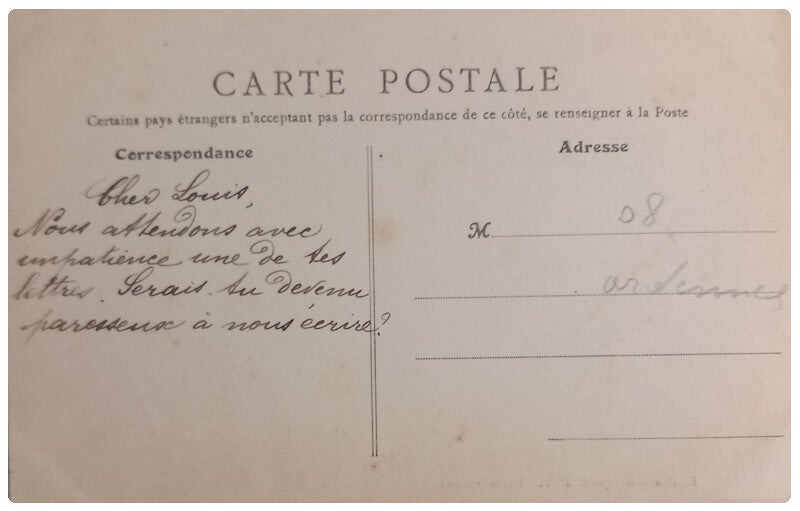 CARTE POSTALE
Certains pays étrangers n'acceptant pas la correspondance de ce côté, se renseigner à la Poste
Correspondance
Adresse
Cher Louis,
Nous attendons avec
impatience une de tes
lettres. Serais-tu devenu
paresseux à nous écrire?
M
08
ardennes